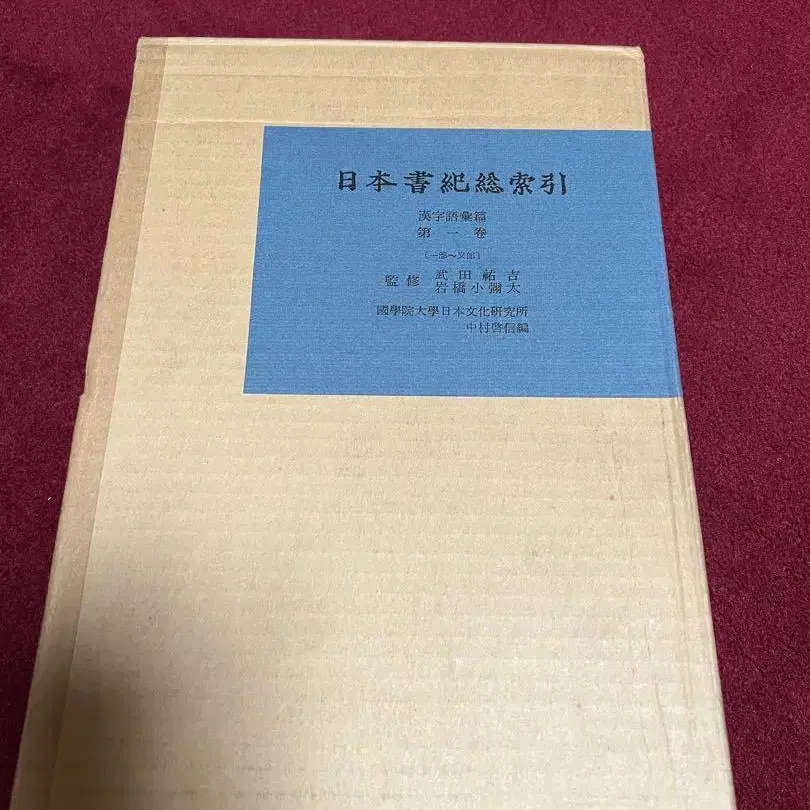 日本書紀総索引
漢字語彙篇
第一巻
〔一部〜又部〕
監修 武田祐吉
岩橋小彌太
國學院大學日本文化研究所
中村啓信編